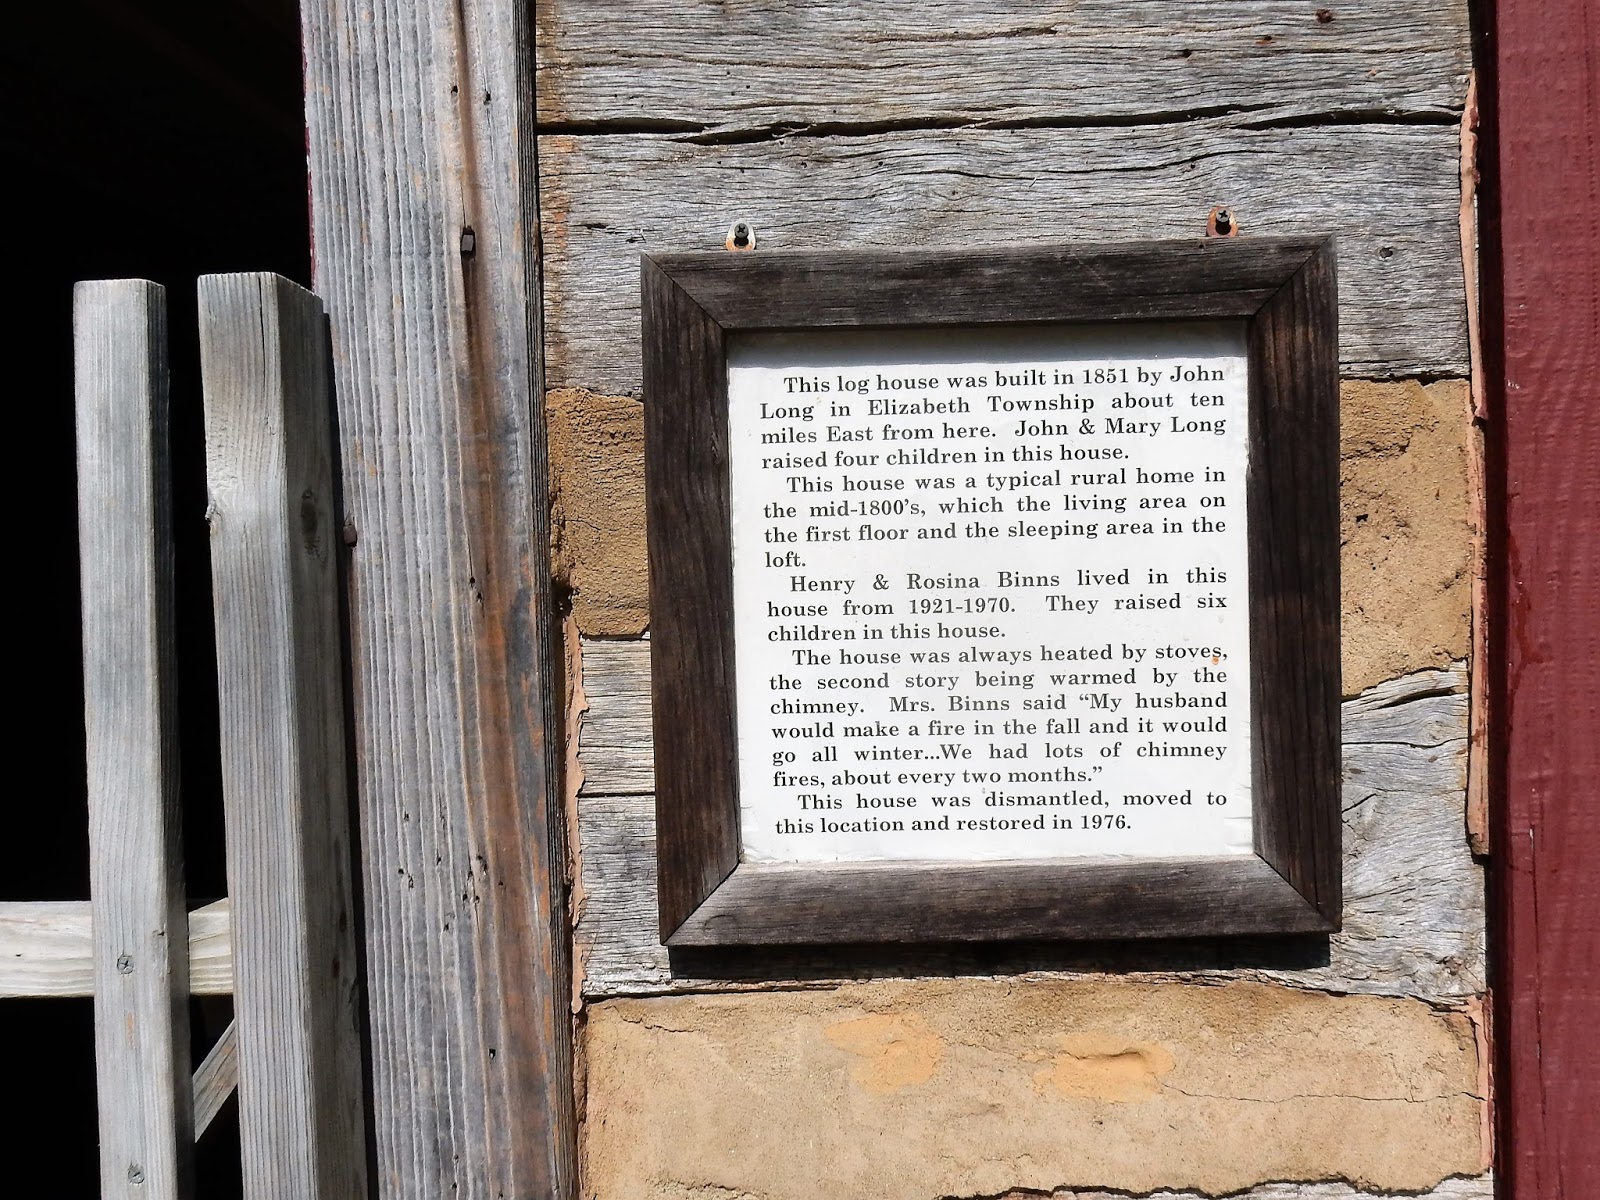 This log house was built in 1851 by John
Long in Elizabeth Township about ten
miles East from here. John & Mary Long
raised four children in this house.
This house was a typical rural home in
the mid-1800's, which the living area on
the first floor and the sleeping area in the
loft.
Henry & Rosina Binns lived in this
house from 1921-1970. They raised six
children in this house.
The house was always heated by stoves,
the second story being warmed by the
chimney. Mrs. Binns said “My husband
would make a fire in the fall and it would
go all winter...We had lots of chimney
fires, about every two months.”
This house was dismantled, moved to
this location and restored in 1976.